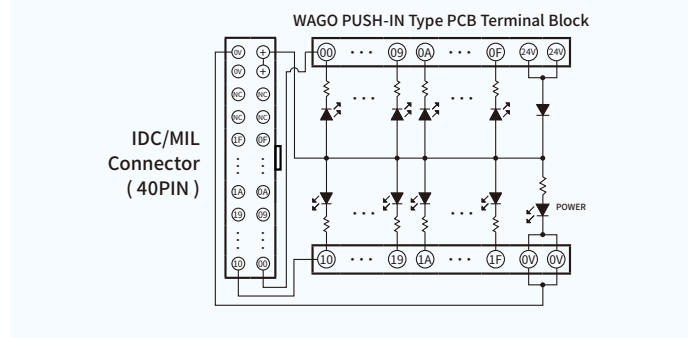 WAGO PUSH-IN Type PCB Terminal Block
00 ··· 09 0A ··· 0F 24V 24V
0V +
0V +
NC NC
NC NC
1F 0F
IDC/MIL
Connector
( 40PIN )
1A 0A
19 09
10 00
POWER
10 ··· 19 1A ··· 1F 0V 0V